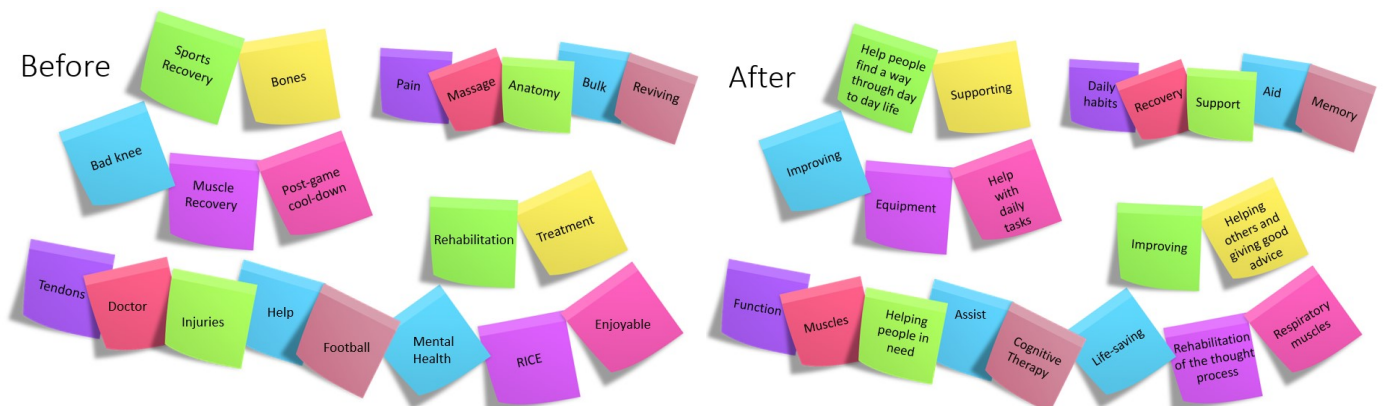 Before
Sports
Recovery
Bones
Pain
Massage
Anatomy
Bulk
Reviving
Bad knee
Muscle
Recovery
Post-game
cool-down
Rehabilitation
Treatment
Tendons
Doctor
Injuries
Help
Football
Mental
Health
RICE
Enjoyable
After
Help people
find a way
through day
to day life
Supporting
Daily
habits
Recovery
Support
Aid
Memory
Improving
Equipment
Help
with
daily
tasks
Improving
Helping
others and
giving good
advice
Function
Muscles
Helping
people in
need
Assist
Cognitive
Therapy
Life-saving
Rehabilitation
of the thought
process
Respiratory
muscles